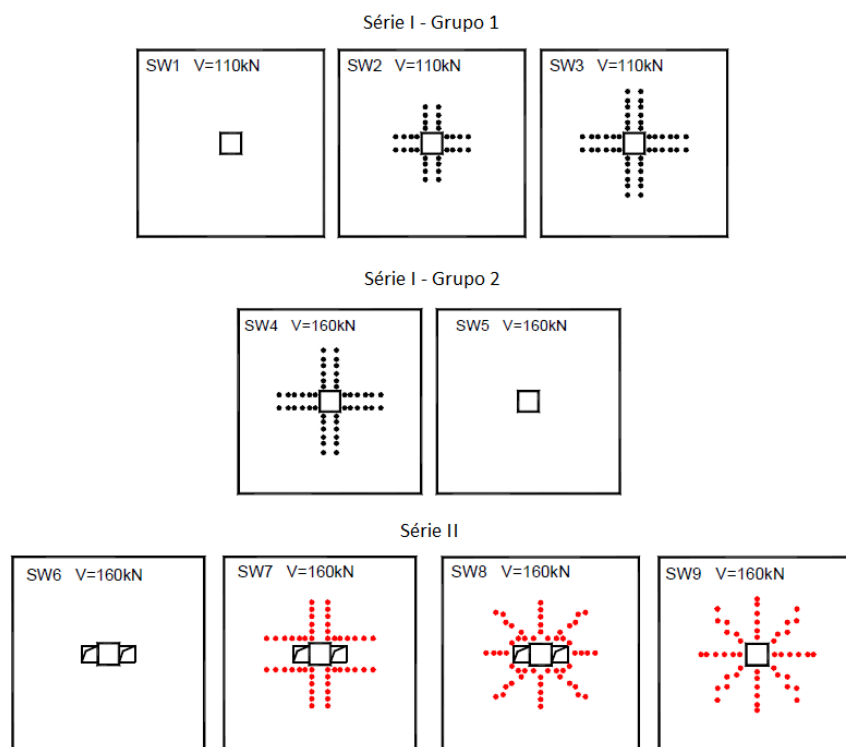 Série I - Grupo 1
SW1 V=110kN
SW2 V=110kN
SW3 V=110kN
Série I - Grupo 2
SW4 V=160kN
SW5 V=160kN
Série II
SW6 V=160kN
SW7 V=160kN
SW8 V=160kN
SW9 V=160kN